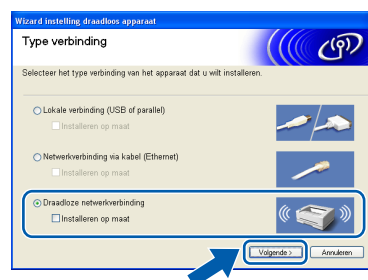 Wizard instelling draadloos apparaat
Type verbinding
Selecteer het type verbinding van het apparaat dat u wilt installeren.
Lokale verbinding (USB of parallel)
Installeren op maat
Netwerkverbinding via kabel (Ethernet)
Installeren op maat
Draadloze netwerkverbinding
Installeren op maat
Volgende >
Annuleren